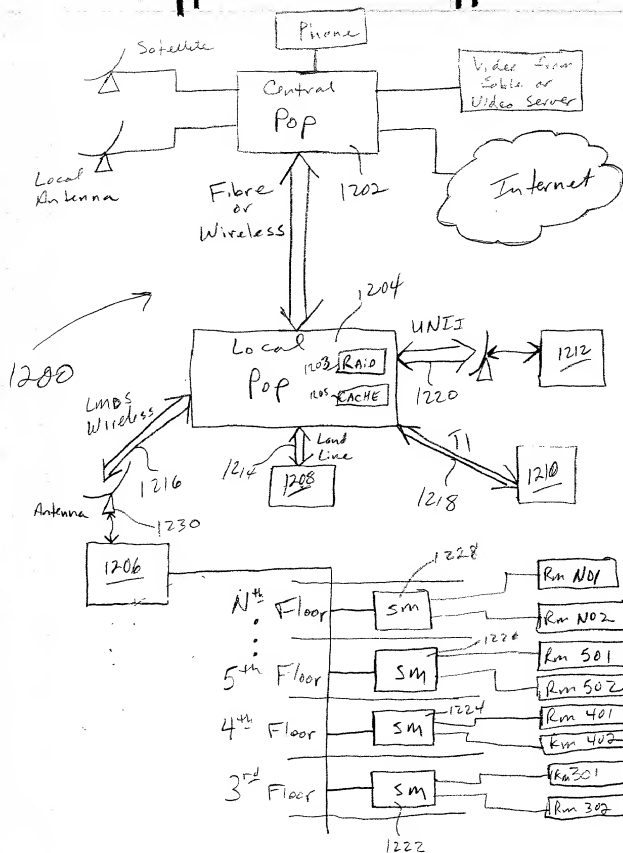 Phone
Satellite
Central
Pop
Video from
Cable or
Video Server
Local
Antenna
1202
Internet
Fibre
or
Wireless
1204
1200
Local
Pop
1203 RAID
1205 CACHE
UNII
1220
1212
LMDS
Wireless
1216
1214
Land
Line
1208
T1
1218
1210
Antenna
1230
1206
1228
Nth Floor
SM
Rm N01
Rm N02
5th Floor
SM
Rm 501
Rm 502
1224
4th Floor
SM
Rm 401
Rm 402
3rd Floor
SM
Rm 301
Rm 302
1222